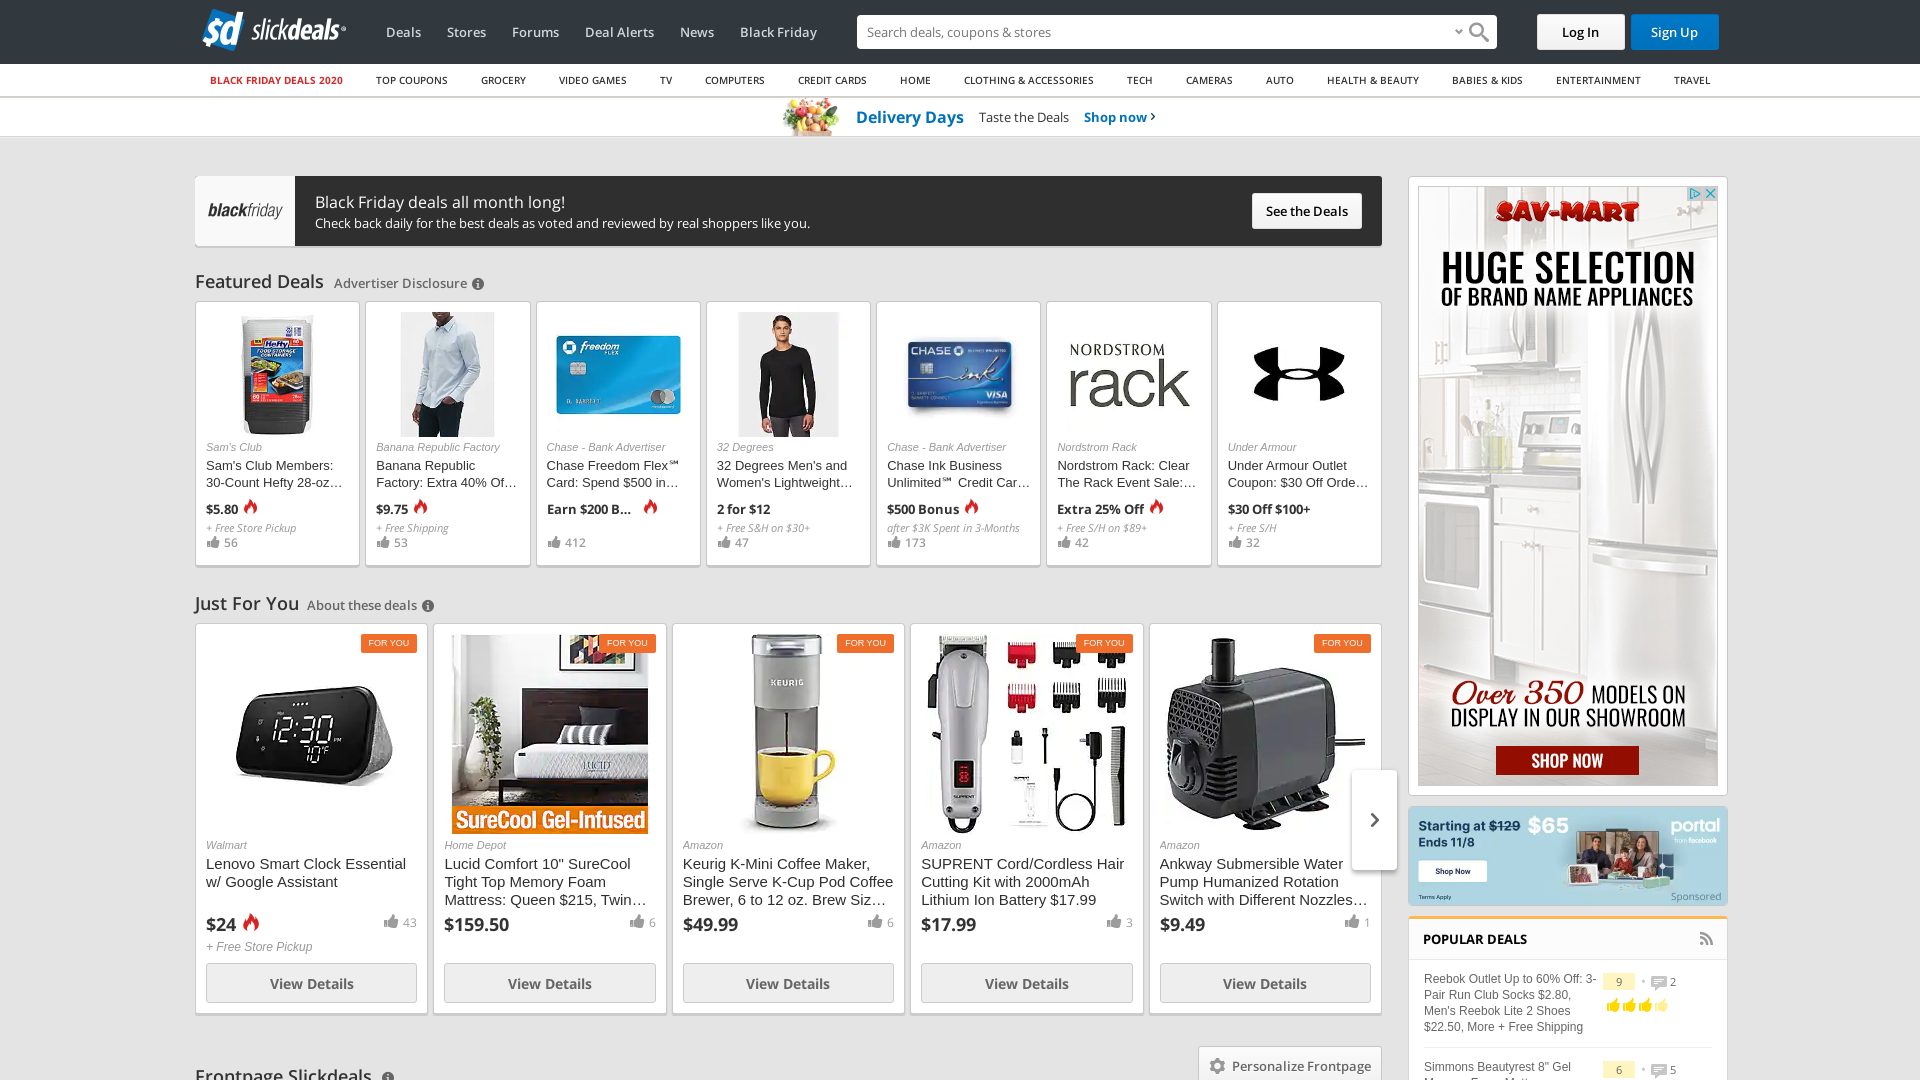 sd slickdeals
Deals Stores Forums Deal Alerts News Black Friday
Search deals, coupons & stores
Log In
Sign Up
BLACK FRIDAY DEALS 2020 TOP COUPONS GROCERY VIDEO GAMES TV COMPUTERS CREDIT CARDS HOME CLOTHING & ACCESSORIES TECH CAMERAS AUTO HEALTH & BEAUTY BABIES & KIDS ENTERTAINMENT TRAVEL
Delivery Days Taste the Deals Shop now
blackfriday
Black Friday deals all month long!
Check back daily for the best deals as voted and reviewed by real shoppers like you.
See the Deals
Featured Deals Advertiser Disclosure
Hefty
Sam's Club
Sam's Club Members:
30-Count Hefty 28-oz…
$5.80
+ Free Store Pickup
56
Banana Republic Factory
Banana Republic
Factory: Extra 40% Of…
$9.75
+ Free Shipping
53
freedom
FLEX
Chase - Bank Advertiser
Chase Freedom Flex℠
Card: Spend $500 in…
Earn $200 B…
412
32 Degrees
32 Degrees Men's and
Women's Lightweight…
2 for $12
+ Free S&H on $30+
47
CHASE
ink
VISA
Chase - Bank Advertiser
Chase Ink Business
Unlimited℠ Credit Car…
$500 Bonus
after $3K Spent in 3-Months
173
NORDSTROM
rack
Nordstrom Rack
Nordstrom Rack: Clear
The Rack Event Sale:…
Extra 25% Off
+ Free S/H on $89+
42
Under Armour
Under Armour Outlet
Coupon: $30 Off Orde…
$30 Off $100+
+ Free S/H
32
Just For You About these deals
FOR YOU
12:30 PM
70°F
Walmart
Lenovo Smart Clock Essential
w/ Google Assistant
$24
43
+ Free Store Pickup
View Details
FOR YOU
LUCID
SureCool Gel-Infused
Home Depot
Lucid Comfort 10" SureCool
Tight Top Memory Foam
Mattress: Queen $215, Twin…
$159.50
6
View Details
FOR YOU
KEURIG
Amazon
Keurig K-Mini Coffee Maker,
Single Serve K-Cup Pod Coffee
Brewer, 6 to 12 oz. Brew Siz…
$49.99
6
View Details
FOR YOU
SUPRENT
Amazon
SUPRENT Cord/Cordless Hair
Cutting Kit with 2000mAh
Lithium Ion Battery $17.99
$17.99
3
View Details
FOR YOU
Amazon
Ankway Submersible Water
Pump Humanized Rotation
Switch with Different Nozzles…
$9.49
1
View Details
Frontpage Slickdeals
Personalize Frontpage
SAV-MART
HUGE SELECTION
OF BRAND NAME APPLIANCES
Over 350 MODELS ON
DISPLAY IN OUR SHOWROOM
SHOP NOW
Starting at $129 $65
Ends 11/8
Shop Now
Terms Apply
portal
from facebook
Sponsored
POPULAR DEALS
Reebok Outlet Up to 60% Off: 3-
Pair Run Club Socks $2.80,
Men's Reebok Lite 2 Shoes
$22.50, More + Free Shipping
9 • 2
Simmons Beautyrest 8" Gel
6 • 5